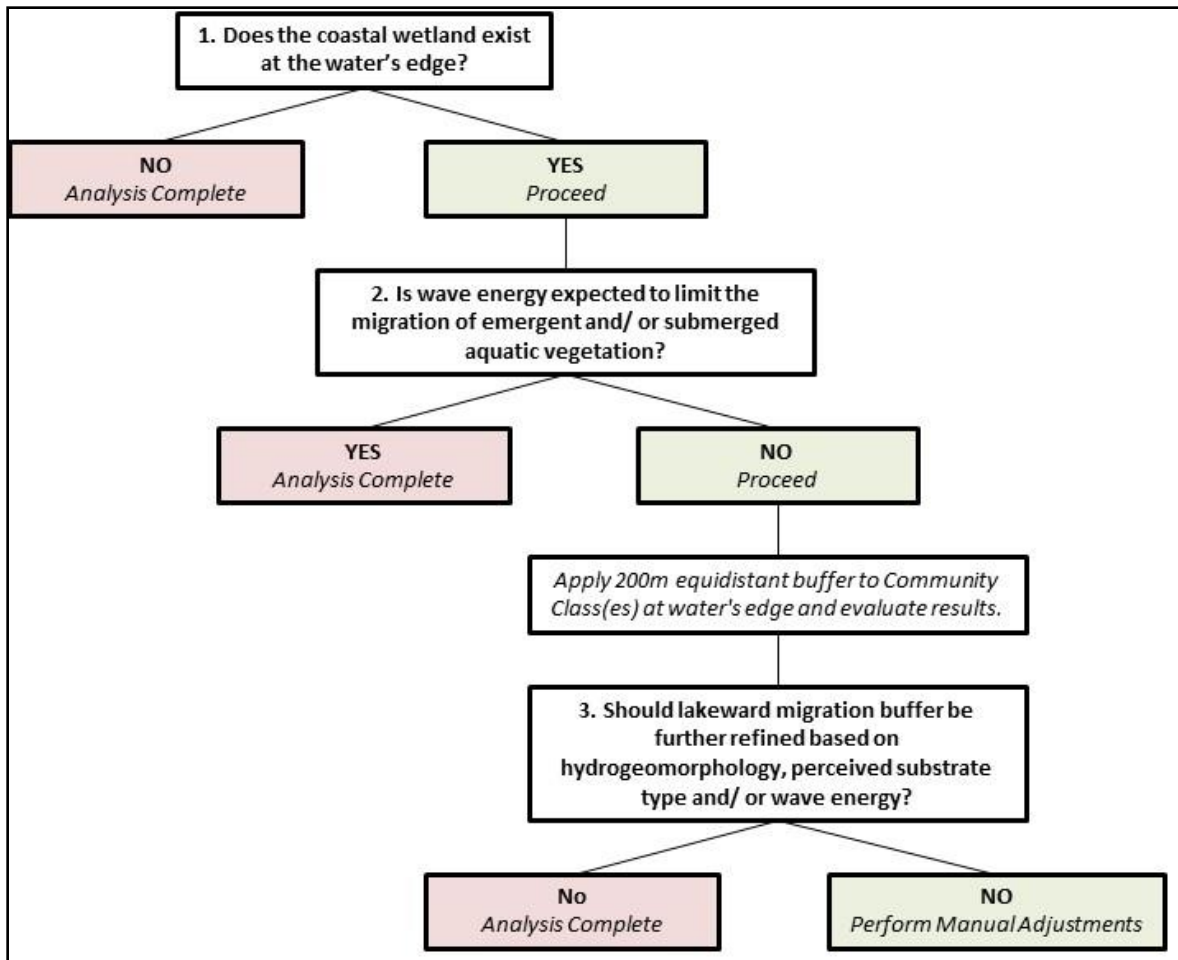 1. Does the coastal wetland exist
at the water's edge?
NO
Analysis Complete
YES
Proceed
2. Is wave energy expected to limit the
migration of emergent and/ or submerged
aquatic vegetation?
YES
Analysis Complete
NO
Proceed
Apply 200m equidistant buffer to Community
Class(es) at water's edge and evaluate results.
3. Should lakeward migration buffer be
further refined based on
hydrogeomorphology, perceived substrate
type and/ or wave energy?
No
Analysis Complete
NO
Perform Manual Adjustments